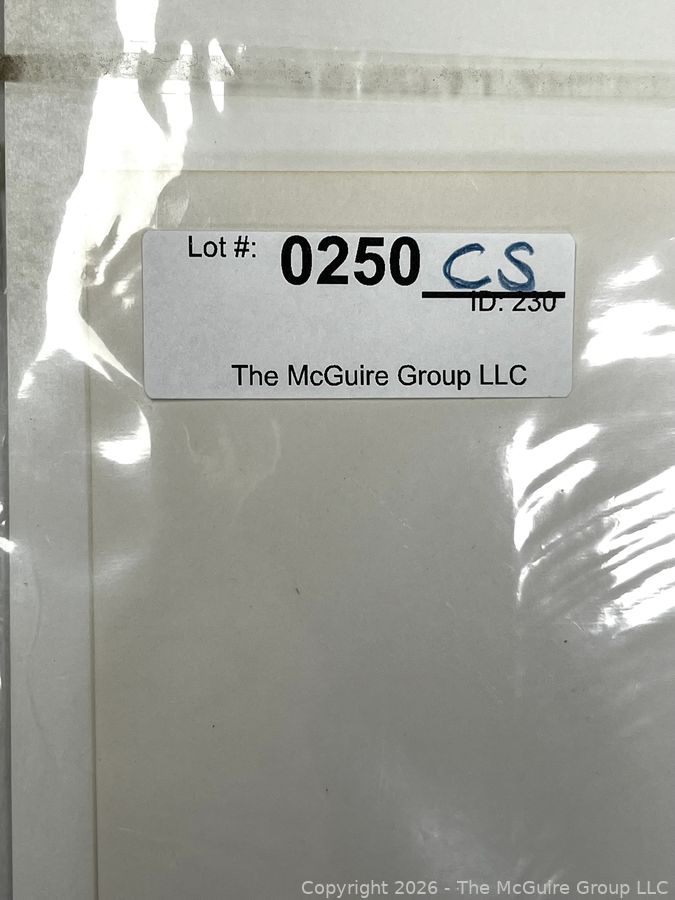 Lot #: 0250 CS
ID: 230
The McGuire Group LLC
Copyright 2026 - The McGuire Group LLC